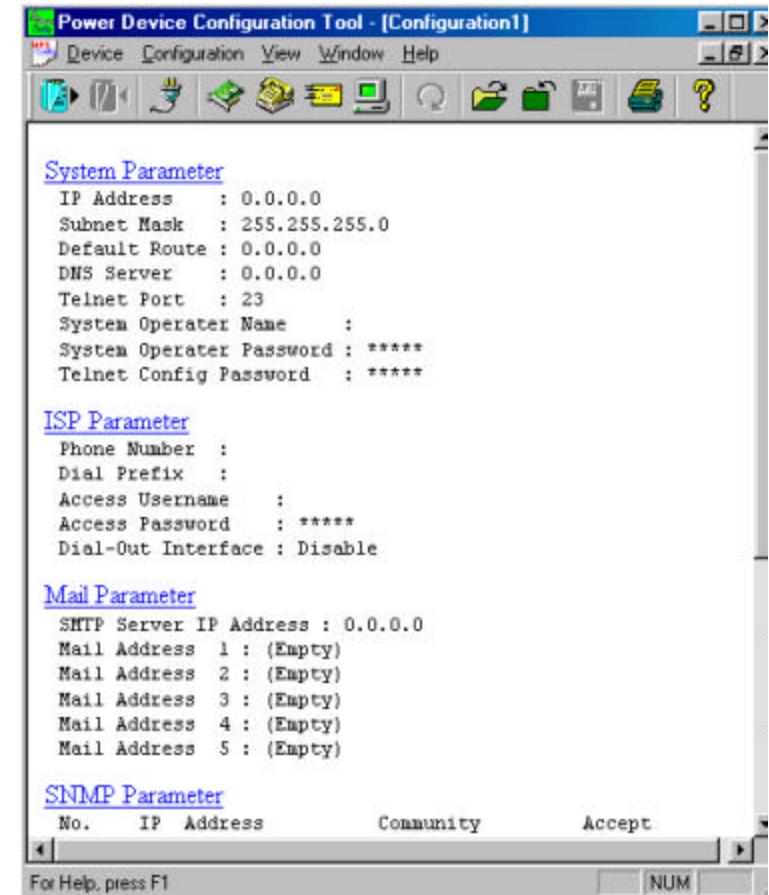 Power Device Configuration Tool - [Configuration1]
Device Configuration View Window Help
System Parameter
IP Address : 0.0.0.0
Subnet Mask : 255.255.255.0
Default Route : 0.0.0.0
DNS Server : 0.0.0.0
Telnet Port : 23
System Operater Name :
System Operater Password : *****
Telnet Config Password : *****
ISP Parameter
Phone Number :
Dial Prefix :
Access Username :
Access Password : *****
Dial-Out Interface : Disable
Mail Parameter
SMTP Server IP Address : 0.0.0.0
Mail Address 1 : (Empty)
Mail Address 2 : (Empty)
Mail Address 3 : (Empty)
Mail Address 4 : (Empty)
Mail Address 5 : (Empty)
SNMP Parameter
No. IP Address Community Accept
For Help, press F1 NUM